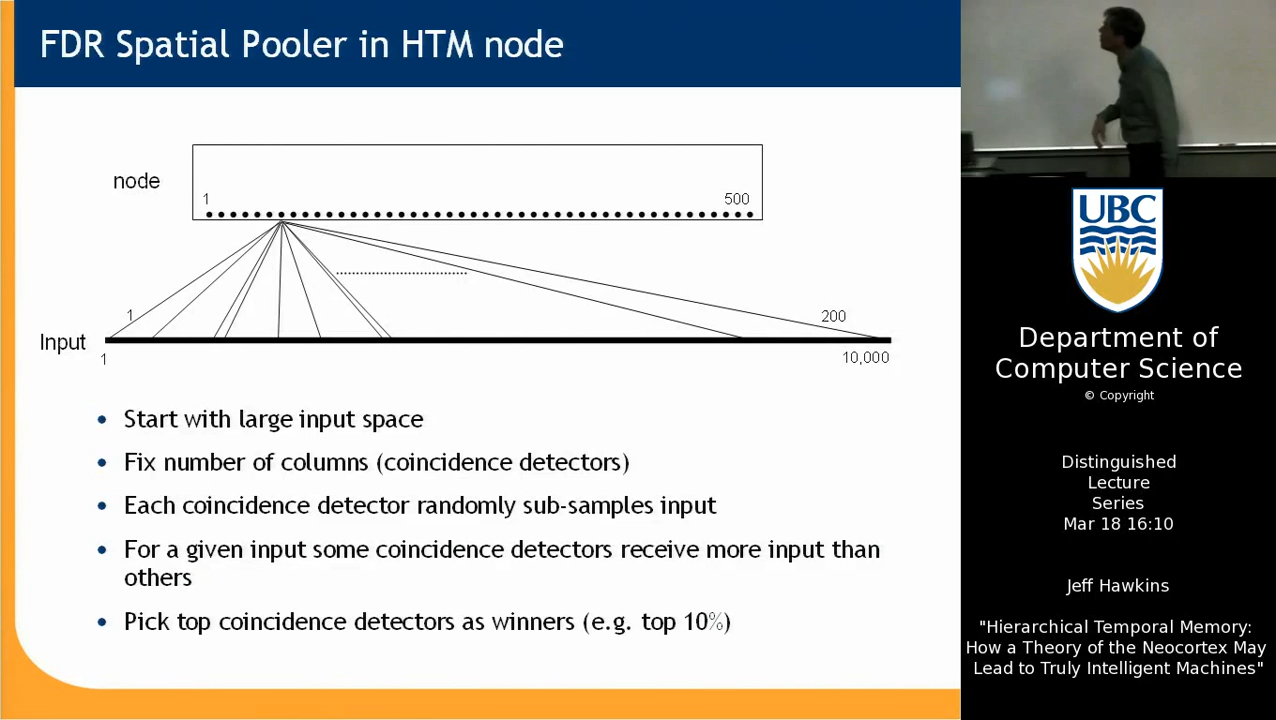 FDR Spatial Pooler in HTM node
node
1
500
1
200
Input
1
10,000
• Start with large input space
• Fix number of columns (coincidence detectors)
• Each coincidence detector randomly sub-samples input
• For a given input some coincidence detectors receive more input than
others
• Pick top coincidence detectors as winners (e.g. top 10%)
UBC
Department of
Computer Science
© Copyright
Distinguished
Lecture
Series
Mar 18 16:10
Jeff Hawkins
"Hierarchical Temporal Memory:
How a Theory of the Neocortex May
Lead to Truly Intelligent Machines"